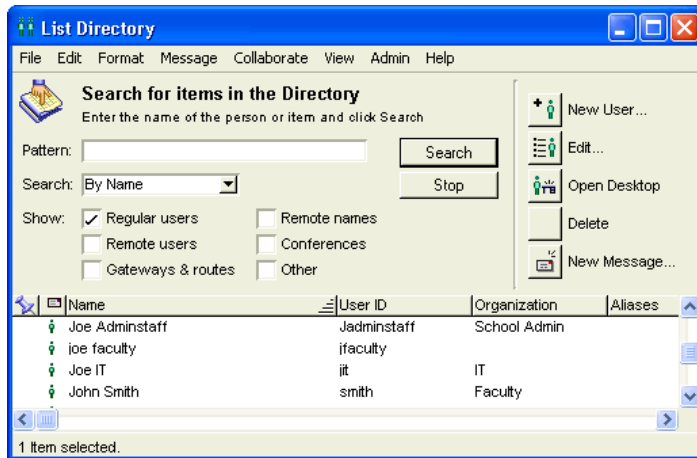 List Directory
File Edit Format Message Collaborate View Admin Help
Search for items in the Directory
Enter the name of the person or item and click Search
Pattern:
Search
Search: By Name
Stop
Show:
Regular users
Remote names
Remote users
Conferences
Gateways & routes
Other
New User...
Edit...
Open Desktop
Delete
New Message...
Name User ID Organization Aliases
Joe Adminstaff Jadminstaff School Admin
joe faculty jfaculty
Joe IT jit IT
John Smith smith Faculty
1 Item selected.